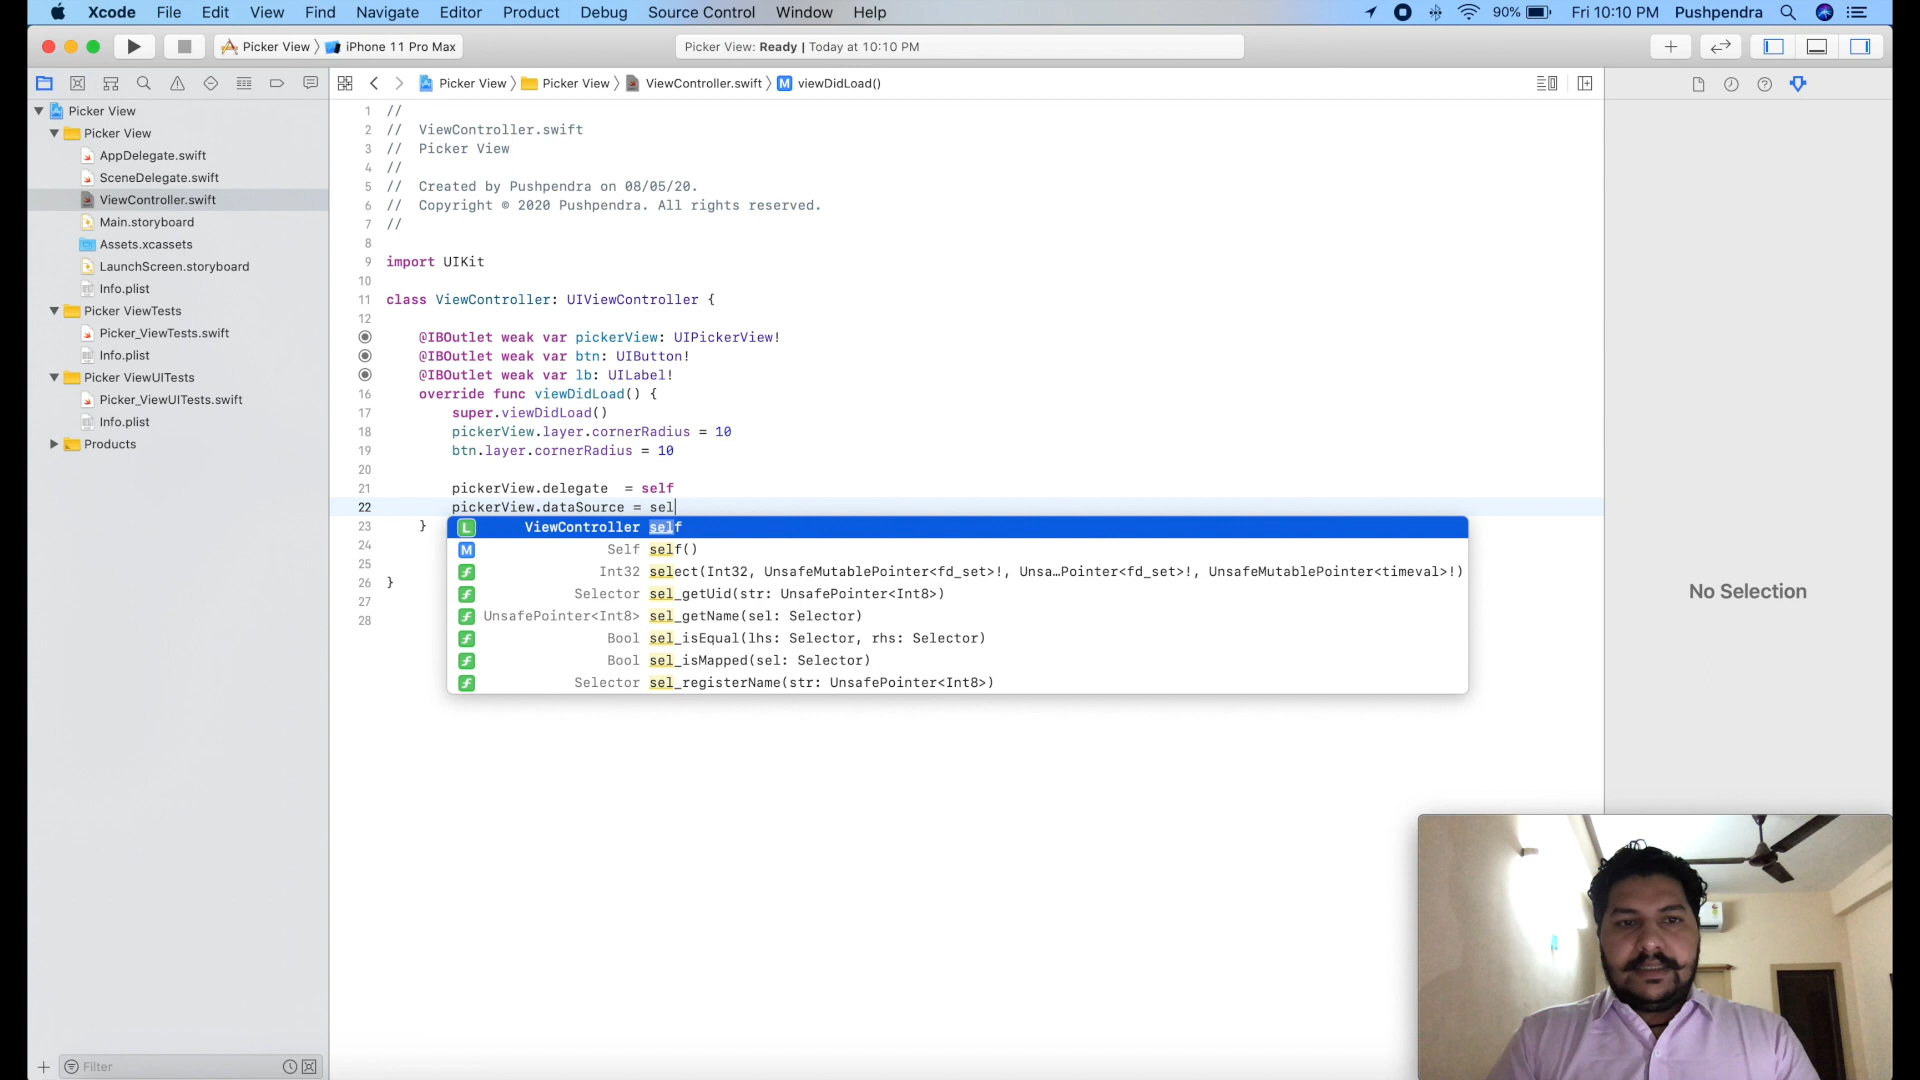 Xcode File Edit View Find Navigate Editor Product Debug Source Control Window Help 90% Fri 10:10 PM Pushpendra
Picker View iPhone 11 Pro Max Picker View: Ready | Today at 10:10 PM
Picker View Picker View ViewController.swift M viewDidLoad()
Picker View
Picker View
AppDelegate.swift
SceneDelegate.swift
ViewController.swift
Main.storyboard
Assets.xcassets
LaunchScreen.storyboard
Info.plist
Picker ViewTests
Picker_ViewTests.swift
Info.plist
Picker ViewUITests
Picker_ViewUITests.swift
Info.plist
Products
Filter
1 //
2 // ViewController.swift
3 // Picker View
4 //
5 // Created by Pushpendra on 08/05/20.
6 // Copyright © 2020 Pushpendra. All rights reserved.
7 //
8
9 import UIKit
10
11 class ViewController: UIViewController {
12
@IBOutlet weak var pickerView: UIPickerView!
@IBOutlet weak var btn: UIButton!
@IBOutlet weak var lb: UILabel!
16 override func viewDidLoad() {
17 super.viewDidLoad()
18 pickerView.layer.cornerRadius = 10
19 btn.layer.cornerRadius = 10
20
21 pickerView.delegate = self
22 pickerView.dataSource = sel
23 }
24
25
26 }
27
28
L ViewController self
M Self self()
f Int32 select(Int32, UnsafeMutablePointer<fd_set>!, Unsa…Pointer<fd_set>!, UnsafeMutablePointer<timeval>!)
f Selector sel_getUid(str: UnsafePointer<Int8>)
f UnsafePointer<Int8> sel_getName(sel: Selector)
f Bool sel_isEqual(lhs: Selector, rhs: Selector)
f Bool sel_isMapped(sel: Selector)
f Selector sel_registerName(str: UnsafePointer<Int8>)
No Selection